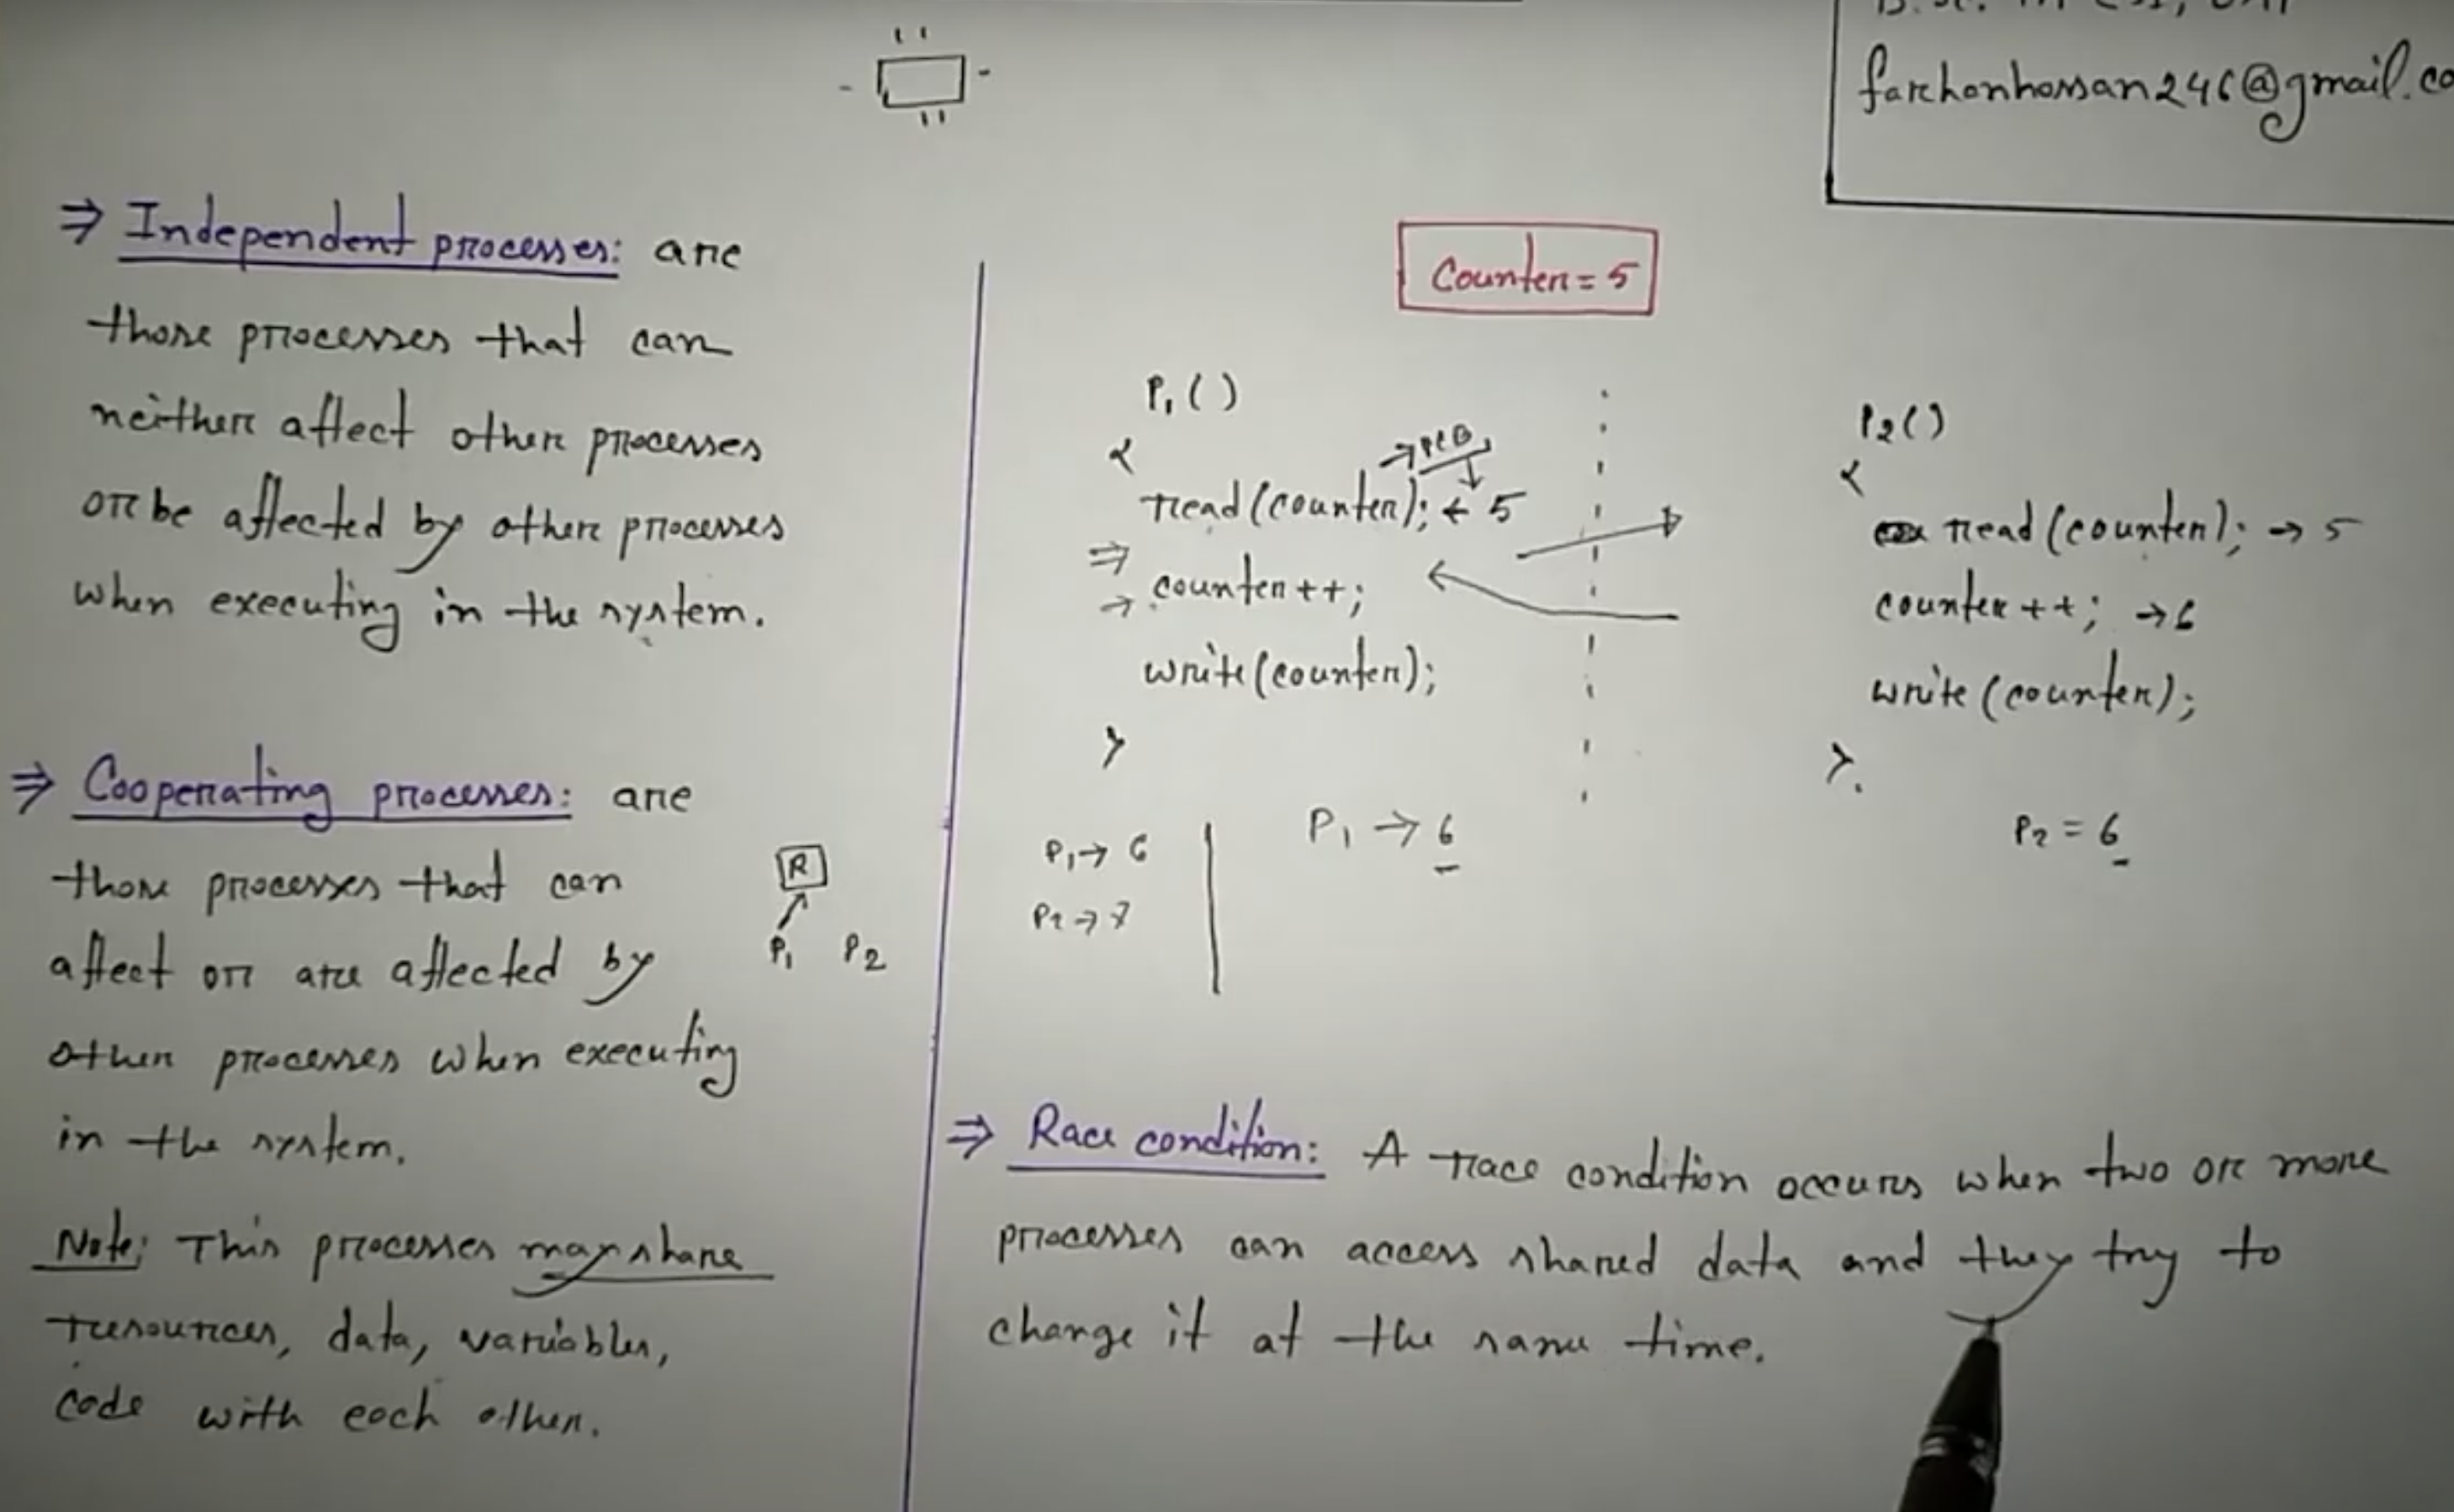 farhanhossan246@gmail.co
⇒ Independent processes: are
those processes that can
neither affect other processes
or be affected by other processes
when executing in the system.
⇒ Cooperating processes: are
those processes that can
affect or are affected by
other processes when executing
in the system.
Note: This processes may share
resources, data, variables,
code with each other.
R
P1 P2
Counter = 5
P1()
{
→ PCB
read(counter); ← 5
⇒ counter++;
write(counter);
}
P1 → 6
P2()
{
read(counter); → 5
counter++; → 6
write(counter);
}.
P2 = 6
P1 → 6
P2 → 7
⇒ Race condition: A race condition occurs when two or more
processes can access shared data and they try to
change it at the same time.